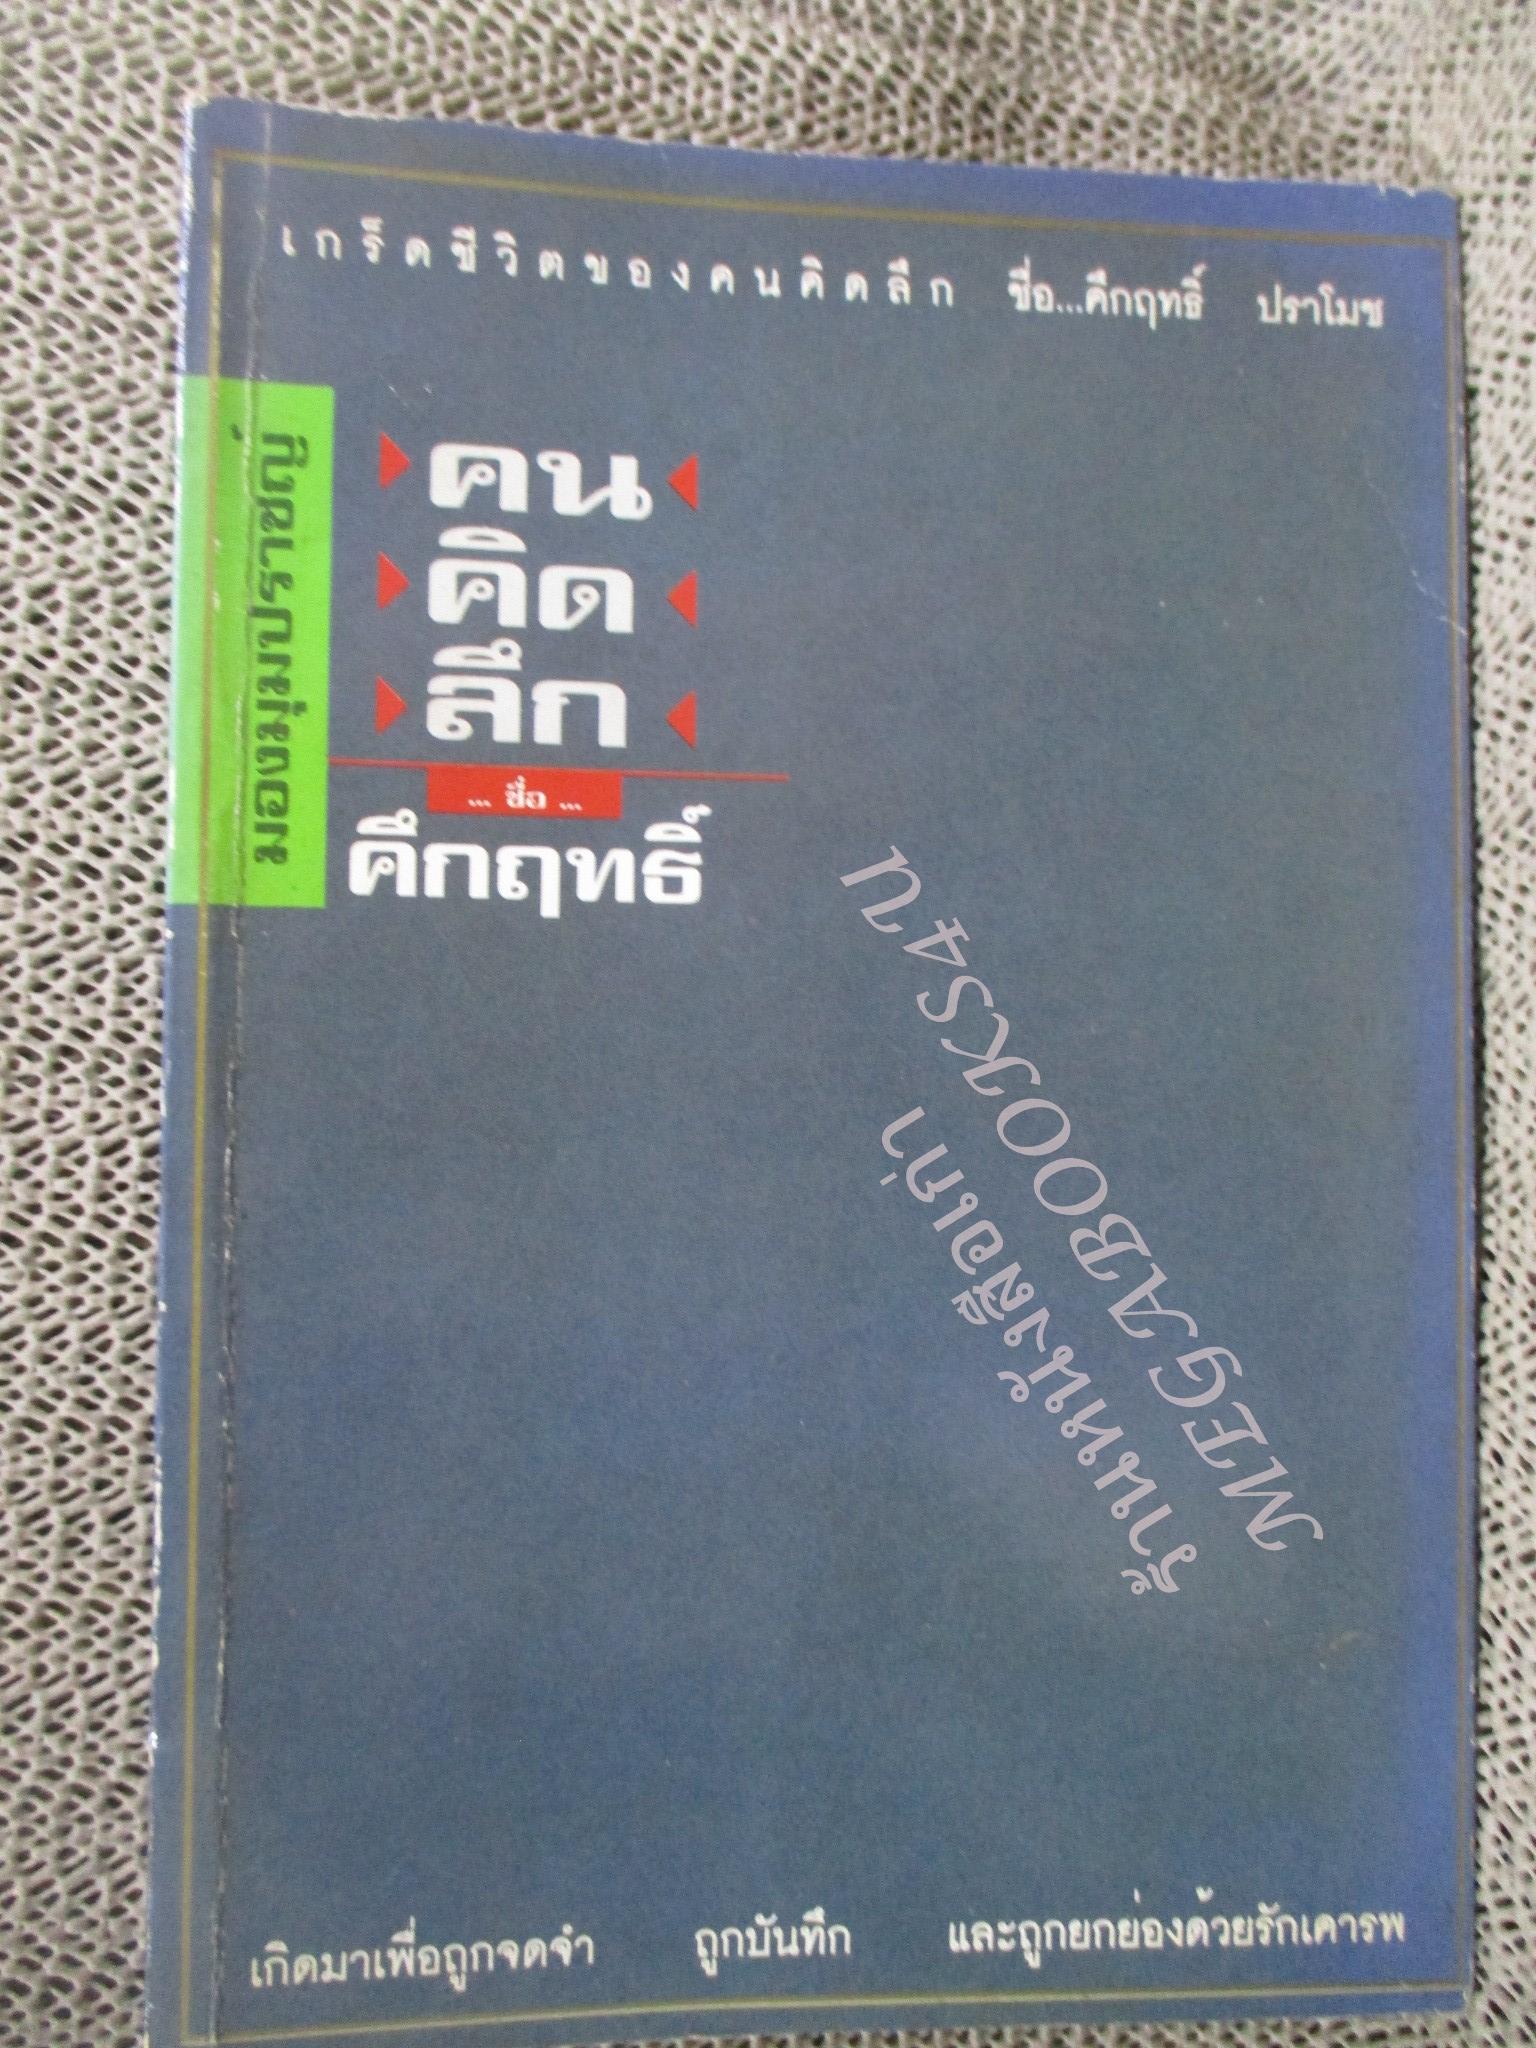 เกร็ดชีวิตของคนคิดลึก ชื่อ...คึกฤทธิ์ ปราโมช
มองมุมปราชญ์
คน
คิด
ลึก
... ชื่อ ...
คึกฤทธิ์
ร้านหนังสือเก่า
MEGABOOKS4U
เกิดมาเพื่อถูกจดจำ ถูกบันทึก และถูกยกย่องด้วยรักเคารพ